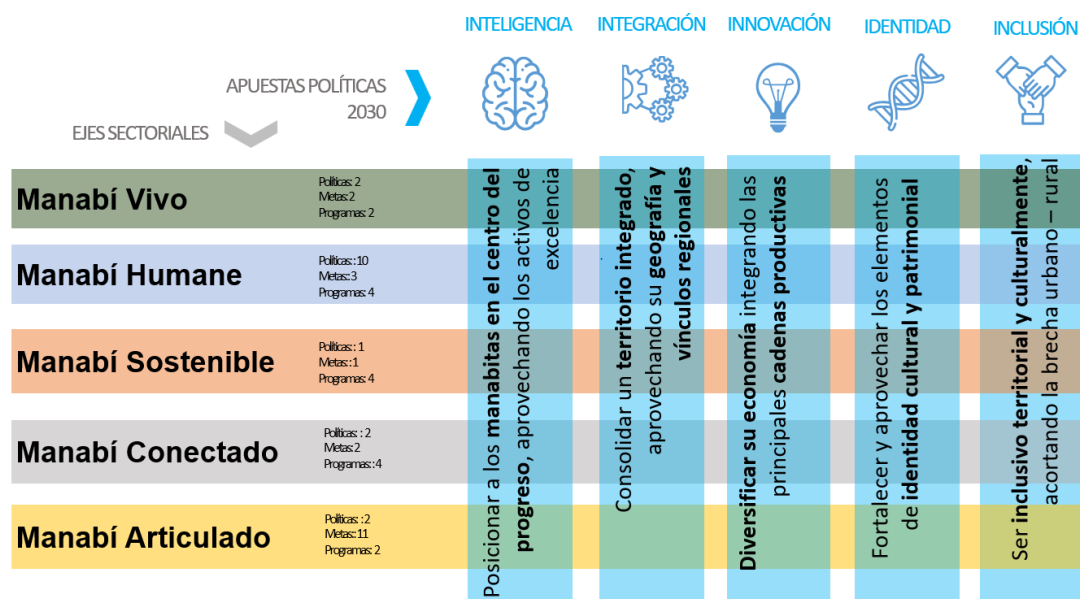 INTELIGENCIA
INTEGRACIÓN
INNOVACIÓN
IDENTIDAD
INCLUSIÓN
APUESTAS POLÍTICAS
2030
EJES SECTORIALES
Manabí Vivo
Políticas: 2
Metas: 2
Programas: 2
Manabí Humane
Políticas: : 10
Metas: : 3
Programas: 4
Manabí Sostenible
Políticas: : 1
Metas: : 1
Programas: 4
Manabí Conectado
Políticas: : 2
Metas: 2
Programas: : 4
Manabí Articulado
Políticas: : 2
Metas: : 11
Programas: 2
Posicionar a los manabitas en el centro del
progreso, aprovechando los activos de
excelencia
Consolidar un territorio integrado,
aprovechando su geografía y
vínculos regionales
Diversificar su economía integrando las
principales cadenas productivas
Fortalecer y aprovechar los elementos
de identidad cultural y patrimonial
Ser inclusivo territorial y culturalmente,
acortando la brecha urbano – rural